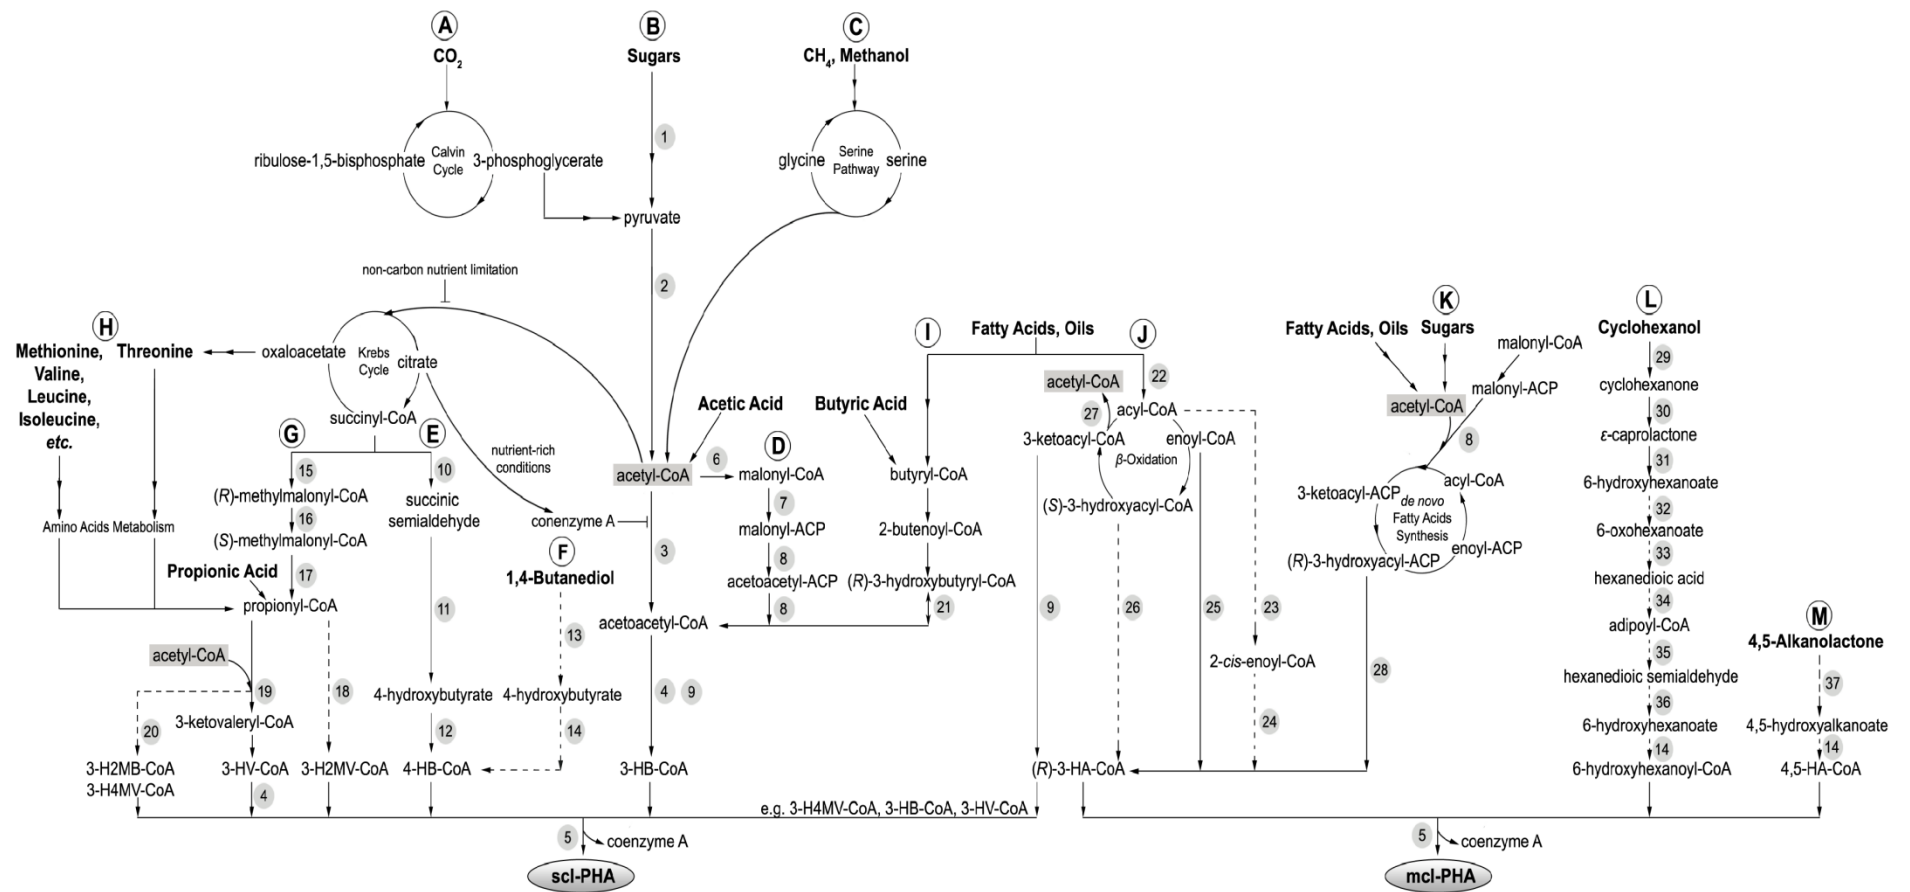 A
B
C
CO2
Sugars
CH4, Methanol
1
ribulose-1,5-bisphosphate
Calvin
Cycle
3-phosphoglycerate
glycine
Serine
Pathway
serine
pyruvate
non-carbon nutrient limitation
2
H
Methionine,
Valine,
Leucine,
Isoleucine,
etc.
Threonine
oxaloacetate
Krebs
Cycle
citrate
succinyl-CoA
G
E
15
10
(R)-methylmalonyl-CoA
16
(S)-methylmalonyl-CoA
17
succinic
semialdehyde
nutrient-rich
conditions
Amino Acids Metabolism
Propionic Acid
propionyl-CoA
11
conenzyme A
F
1,4-Butanediol
13
3
Acetic Acid
acetyl-CoA
6
D
malonyl-CoA
7
malonyl-ACP
8
acetoacetyl-ACP
8
acetoacetyl-CoA
I
Butyric Acid
butyryl-CoA
2-butenoyl-CoA
(R)-3-hydroxybutyryl-CoA
21
Fatty Acids, Oils
J
acetyl-CoA
22
27
acyl-CoA
3-ketoacyl-CoA
enoyl-CoA
β-Oxidation
(S)-3-hydroxyacyl-CoA
9
26
25
23
2-cis-enoyl-CoA
24
K
Fatty Acids, Oils
Sugars
malonyl-CoA
malonyl-ACP
acetyl-CoA
8
3-ketoacyl-ACP
acyl-CoA
de novo
Fatty Acids
Synthesis
(R)-3-hydroxyacyl-ACP
enoyl-ACP
28
L
Cyclohexanol
29
cyclohexanone
30
ε-caprolactone
31
6-hydroxyhexanoate
32
6-oxohexanoate
33
hexanedioic acid
34
adipoyl-CoA
35
hexanedioic semialdehyde
36
6-hydroxyhexanoate
14
6-hydroxyhexanoyl-CoA
M
4,5-Alkanolactone
37
4,5-hydroxyalkanoate
14
4,5-HA-CoA
acetyl-CoA
19
18
20
3-ketovaleryl-CoA
4-hydroxybutyrate
4-hydroxybutyrate
4
9
12
14
3-H2MB-CoA
3-H4MV-CoA
3-HV-CoA
3-H2MV-CoA
4-HB-CoA
3-HB-CoA
(R)-3-HA-CoA
4
e.g. 3-H4MV-CoA, 3-HB-CoA, 3-HV-CoA
5
coenzyme A
scl-PHA
5
coenzyme A
mcl-PHA